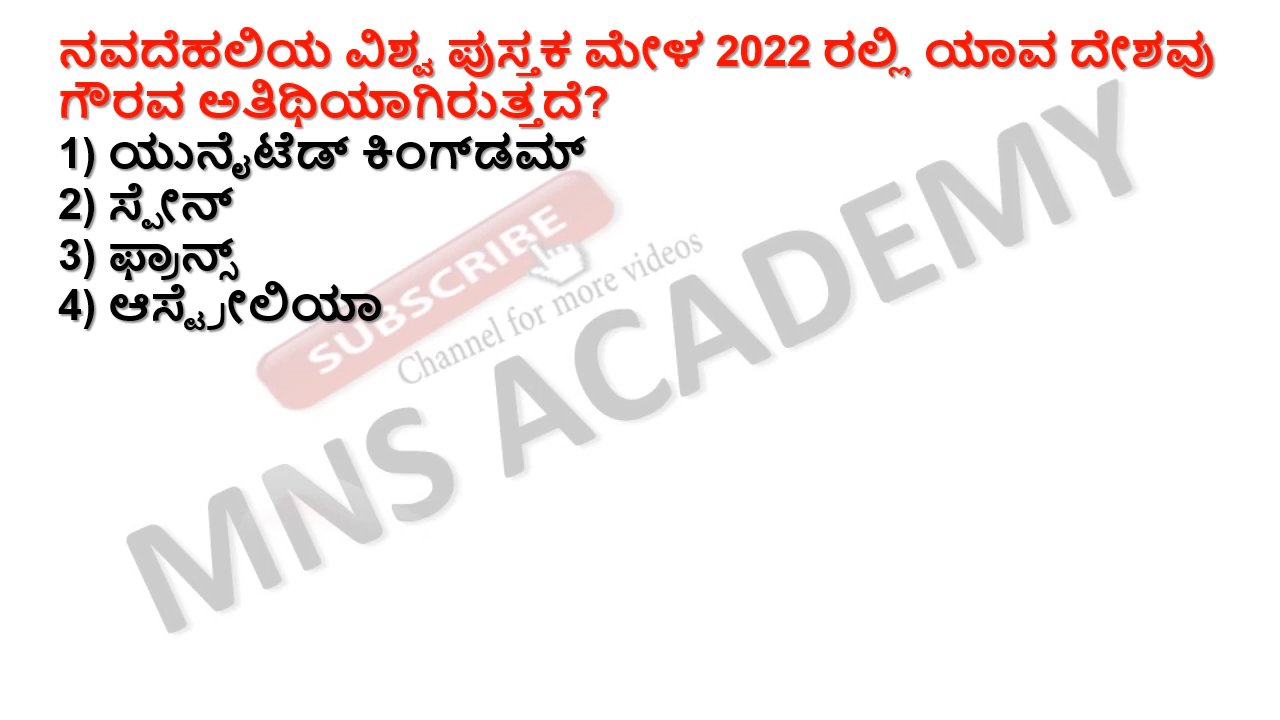 ನವದೆಹಲಿಯ ವಿಶ್ವ ಪುಸ್ತಕ ಮೇಳ 2022 ರಲ್ಲಿ ಯಾವ ದೇಶವು
ಗೌರವ ಅತಿಥಿಯಾಗಿರುತ್ತದೆ?
1) ಯುನೈಟೆಡ್ ಕಿಂಗ್‌ಡಮ್
2) ಸ್ಪೇನ್
3) ಫ್ರಾನ್ಸ್
4) ಆಸ್ಟ್ರೇಲಿಯಾ
SUBSCRIBE
Channel for more videos
MNS ACADEMY